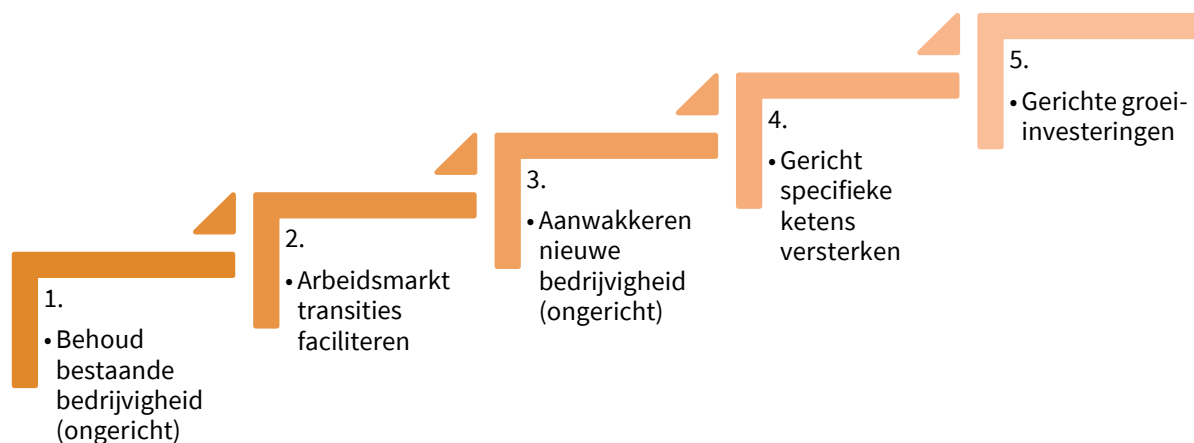 1.
• Behoud
bestaande
bedrijvigheid
(ongericht)
2.
• Arbeidsmarkt
transities
faciliteren
3.
• Aanwakkeren
nieuwe
bedrijvigheid
(ongericht)
4.
• Gericht
specifieke
ketens
versterken
5.
• Gerichte groei-
investeringen